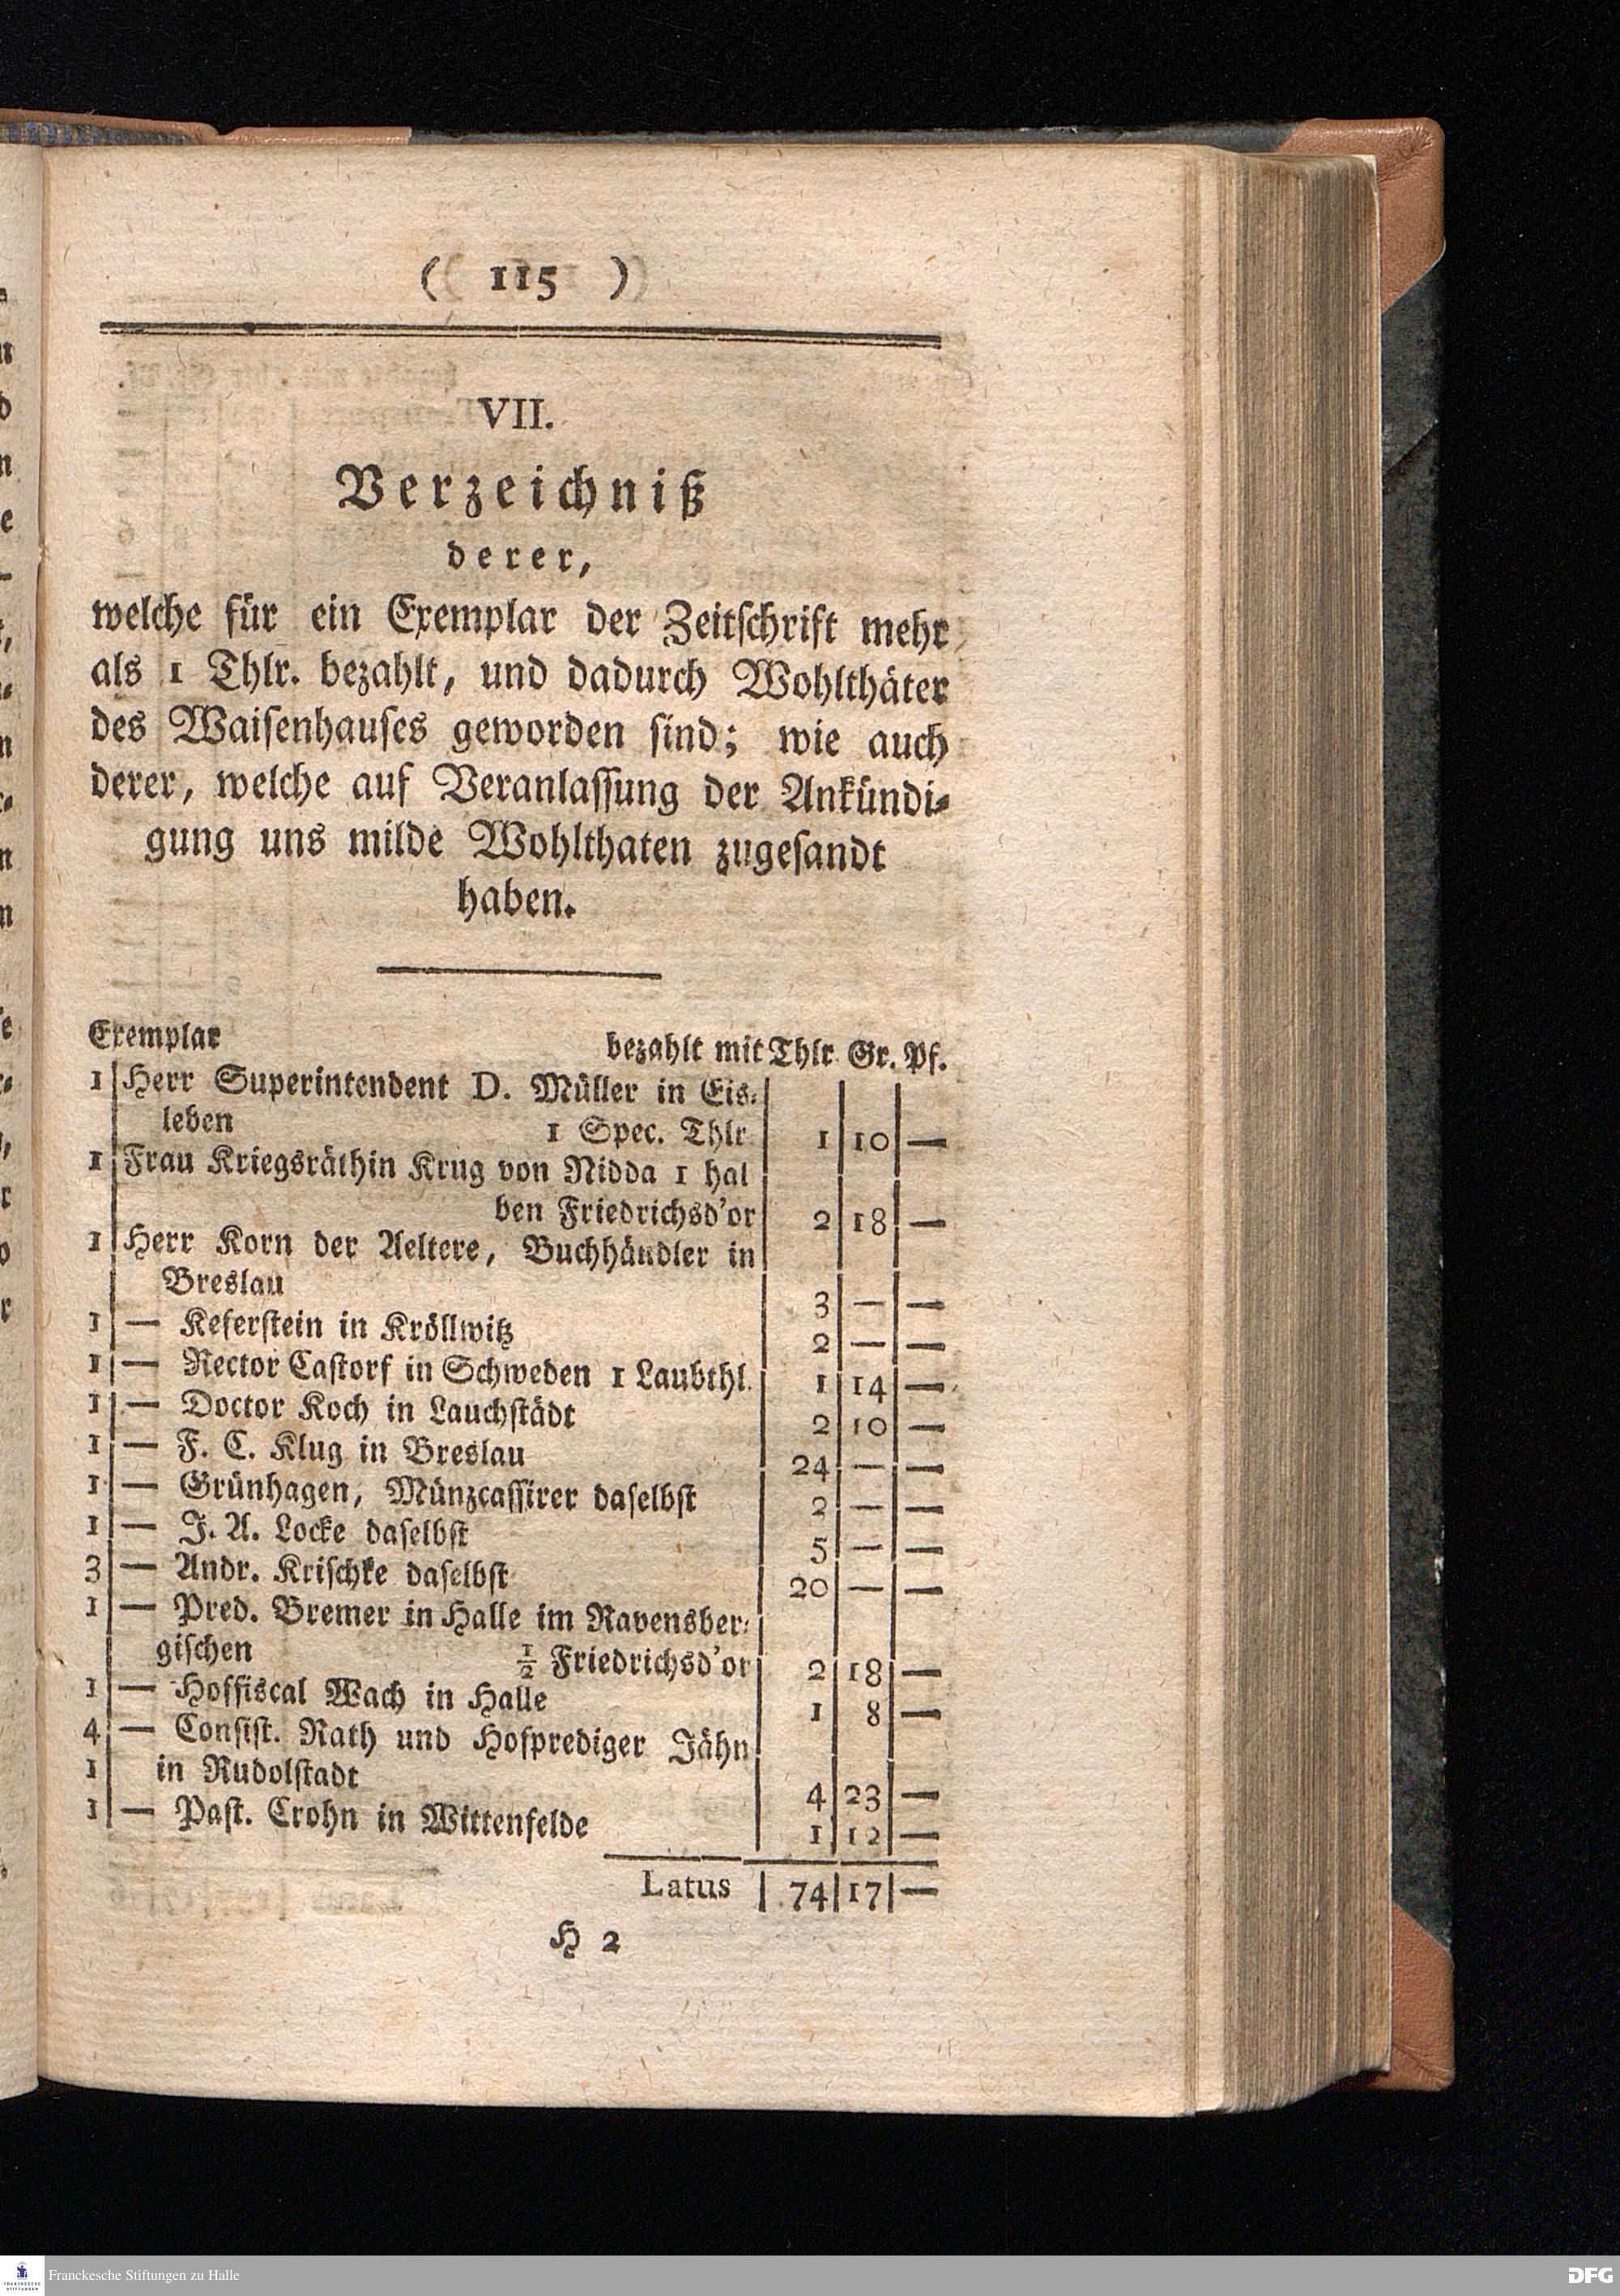 ( 115 )
VII.
Verzeichniß
derer,
welche für ein Exemplar der Zeitschrift mehr
als 1 Thlr. bezahlt, und dadurch Wohlthäter
des Waisenhauses geworden sind; wie auch
derer, welche auf Veranlassung der Ankündi-
gung uns milde Wohlthaten zugesandt
haben.
Exemplar bezahlt mit Thlr. Gr. Pf.
1 Herr Superintendent D. Müller in Eis-
leben 1 Spec. Thlr. 1 10 —
1 Frau Kriegsräthin Krug von Nidda 1 hal
ben Friedrichsd'or 2 18 —
1 Herr Korn der Aeltere, Buchhändler in
Breslau 3 — —
1 — Keferstein in Kröllwitz 2 — —
1 — Rector Castorf in Schweden 1 Laubthl. 1 14 —
1 — Doctor Koch in Lauchstädt 2 10 —
1 — F. C. Klug in Breslau 24 — —
1 — Grünhagen, Münzcassirer daselbst 2 — —
1 — J. A. Locke daselbst 5 — —
3 — Andr. Krischke daselbst 20 — —
1 — Pred. Bremer in Halle im Ravensber-
gischen ½ Friedrichsd'or 2 18 —
1 — Hoffiscal Wach in Halle 1 8 —
4 — Consist. Rath und Hofprediger Jähn
1 in Rudolstadt 4 23 —
1 — Past. Crohn in Wittenfelde 1 12 —
Latus 74 17 —
H 2
FRANCKESCHE STIFTUNGEN
Franckesche Stiftungen zu Halle
DFG